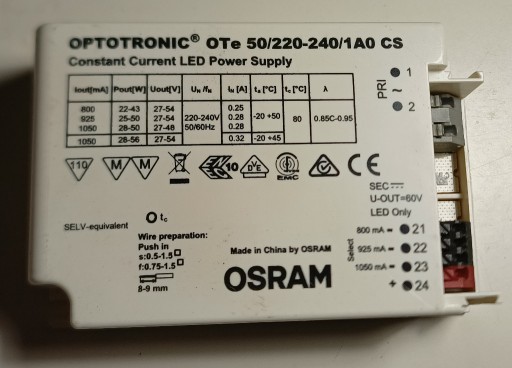 OPTOTRONIC® OTe 50/220-240/1A0 CS
Constant Current LED Power Supply
Iout[mA] Pout[W] Uout[V] UN /fN IN [A] ta [°C] tc [°C] λ
800 22-43 27-54 220-240V 50/60Hz 0.25 -20 +50 80 0.85C-0.95
925 25-50 27-54 0.28
1050 28-50 27-48 0.28
1050 28-56 27-54 0.32 -20 +45
PRI
1
~
2
110 M M 10 VDE EMC CE
SEC
U-OUT=60V
LED Only
SELV-equivalent
tc
Wire preparation:
Push in
s:0.5-1.5
f:0.75-1.5
8-9 mm
Made in China by OSRAM
OSRAM
Select
800 mA – 21
925 mA – 22
1050 mA – 23
+ 24